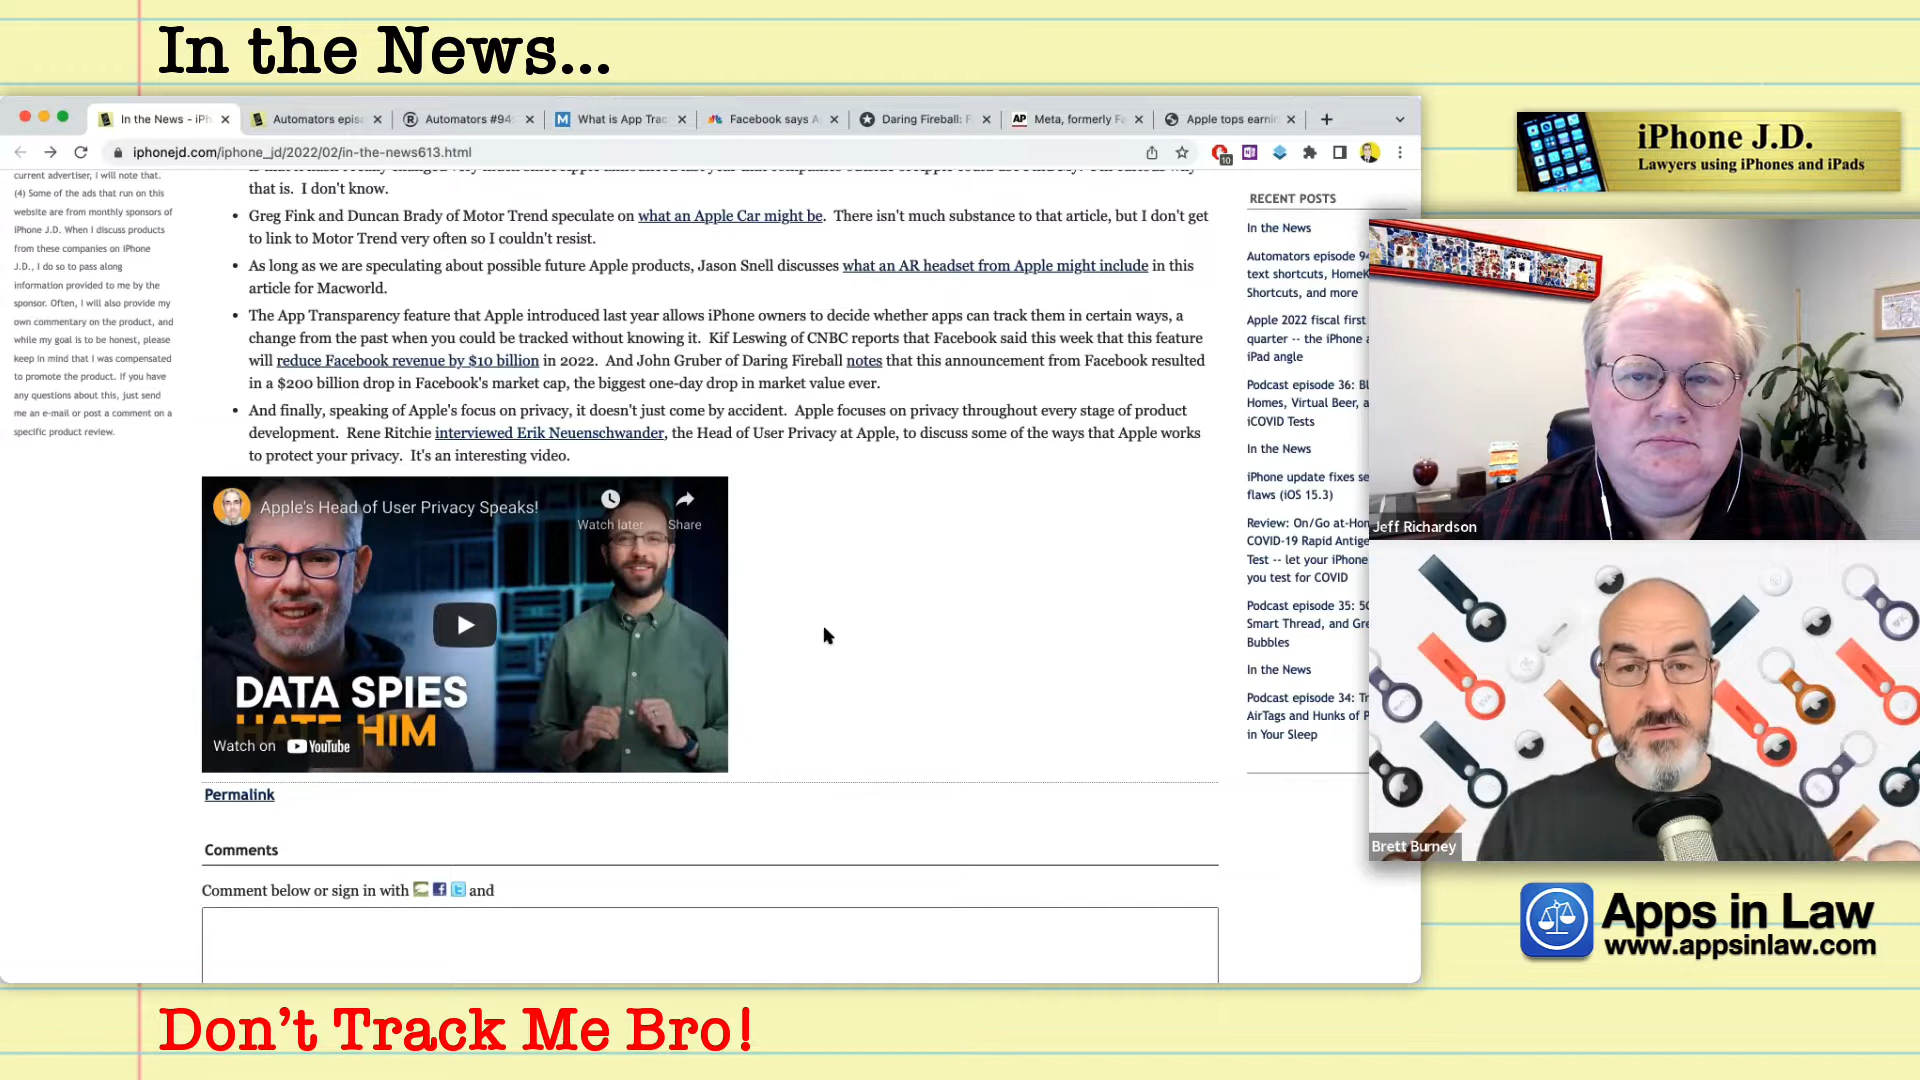 In the News...
In the News - iPh
Automators epis
Automators #94:
What is App Trac
Facebook says A
Daring Fireball: F
AP Meta, formerly Fa
Apple tops earni
iphonejd.com/iphone_jd/2022/02/in-the-news613.html
10
iPhone J.D.
Lawyers using iPhones and iPads
current advertiser, I will note that.
(4) Some of the ads that run on this
website are from monthly sponsors of
iPhone J.D. When I discuss products
from these companies on iPhone
J.D., I do so to pass along
information provided to me by the
sponsor. Often, I will also provide my
own commentary on the product, and
while my goal is to be honest, please
keep in mind that I was compensated
to promote the product. If you have
any questions about this, just send
me an e-mail or post a comment on a
specific product review.
that is. I don't know.
• Greg Fink and Duncan Brady of Motor Trend speculate on what an Apple Car might be. There isn't much substance to that article, but I don't get
to link to Motor Trend very often so I couldn't resist.
• As long as we are speculating about possible future Apple products, Jason Snell discusses what an AR headset from Apple might include in this
article for Macworld.
• The App Transparency feature that Apple introduced last year allows iPhone owners to decide whether apps can track them in certain ways, a
change from the past when you could be tracked without knowing it. Kif Leswing of CNBC reports that Facebook said this week that this feature
will reduce Facebook revenue by $10 billion in 2022. And John Gruber of Daring Fireball notes that this announcement from Facebook resulted
in a $200 billion drop in Facebook's market cap, the biggest one-day drop in market value ever.
• And finally, speaking of Apple's focus on privacy, it doesn't just come by accident. Apple focuses on privacy throughout every stage of product
development. Rene Ritchie interviewed Erik Neuenschwander, the Head of User Privacy at Apple, to discuss some of the ways that Apple works
to protect your privacy. It's an interesting video.
Apple's Head of User Privacy Speaks!
Watch later
Share
DATA SPIES
HATE HIM
Watch on YouTube
Permalink
Comments
Comment below or sign in with and
RECENT POSTS
In the News
Automators episode 94
text shortcuts, HomeK
Shortcuts, and more
Apple 2022 fiscal first
quarter -- the iPhone a
iPad angle
Podcast episode 36: Bl
Homes, Virtual Beer, a
iCOVID Tests
In the News
iPhone update fixes se
flaws (iOS 15.3)
Review: On/Go at-Hom
COVID-19 Rapid Antige
Test -- let your iPhone
you test for COVID
Podcast episode 35: 5G
Smart Thread, and Gre
Bubbles
In the News
Podcast episode 34: Tr
AirTags and Hunks of P
in Your Sleep
Jeff Richardson
Brett Burney
Apps in Law
www.appsinlaw.com
Don't Track Me Bro!